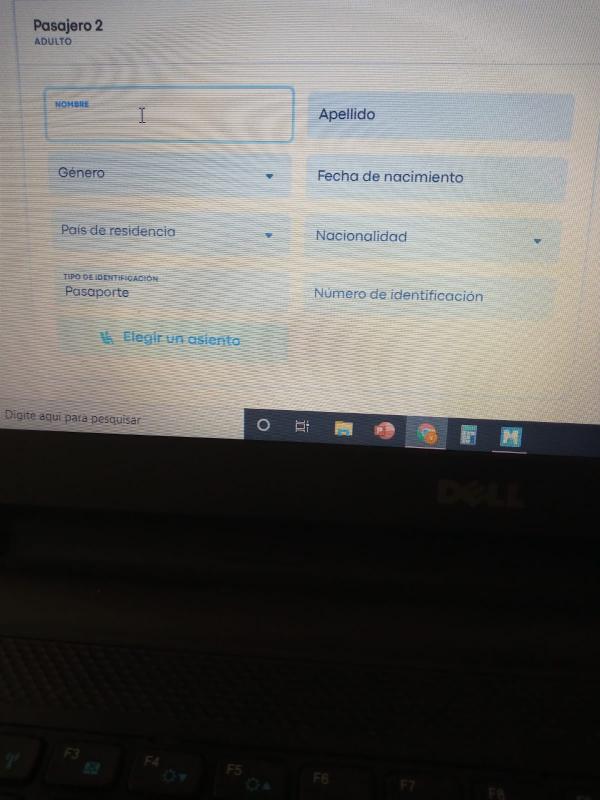 Pasajero 2
ADULTO
NOMBRE
Apellido
Género
Fecha de nacimiento
País de residencia
Nacionalidad
TIPO DE IDENTIFICACIÓN
Pasaporte
Número de identificación
Elegir un asiento
Digite aqui para pesquisar
DELL
F3
F4
F5
F6
F7
F8